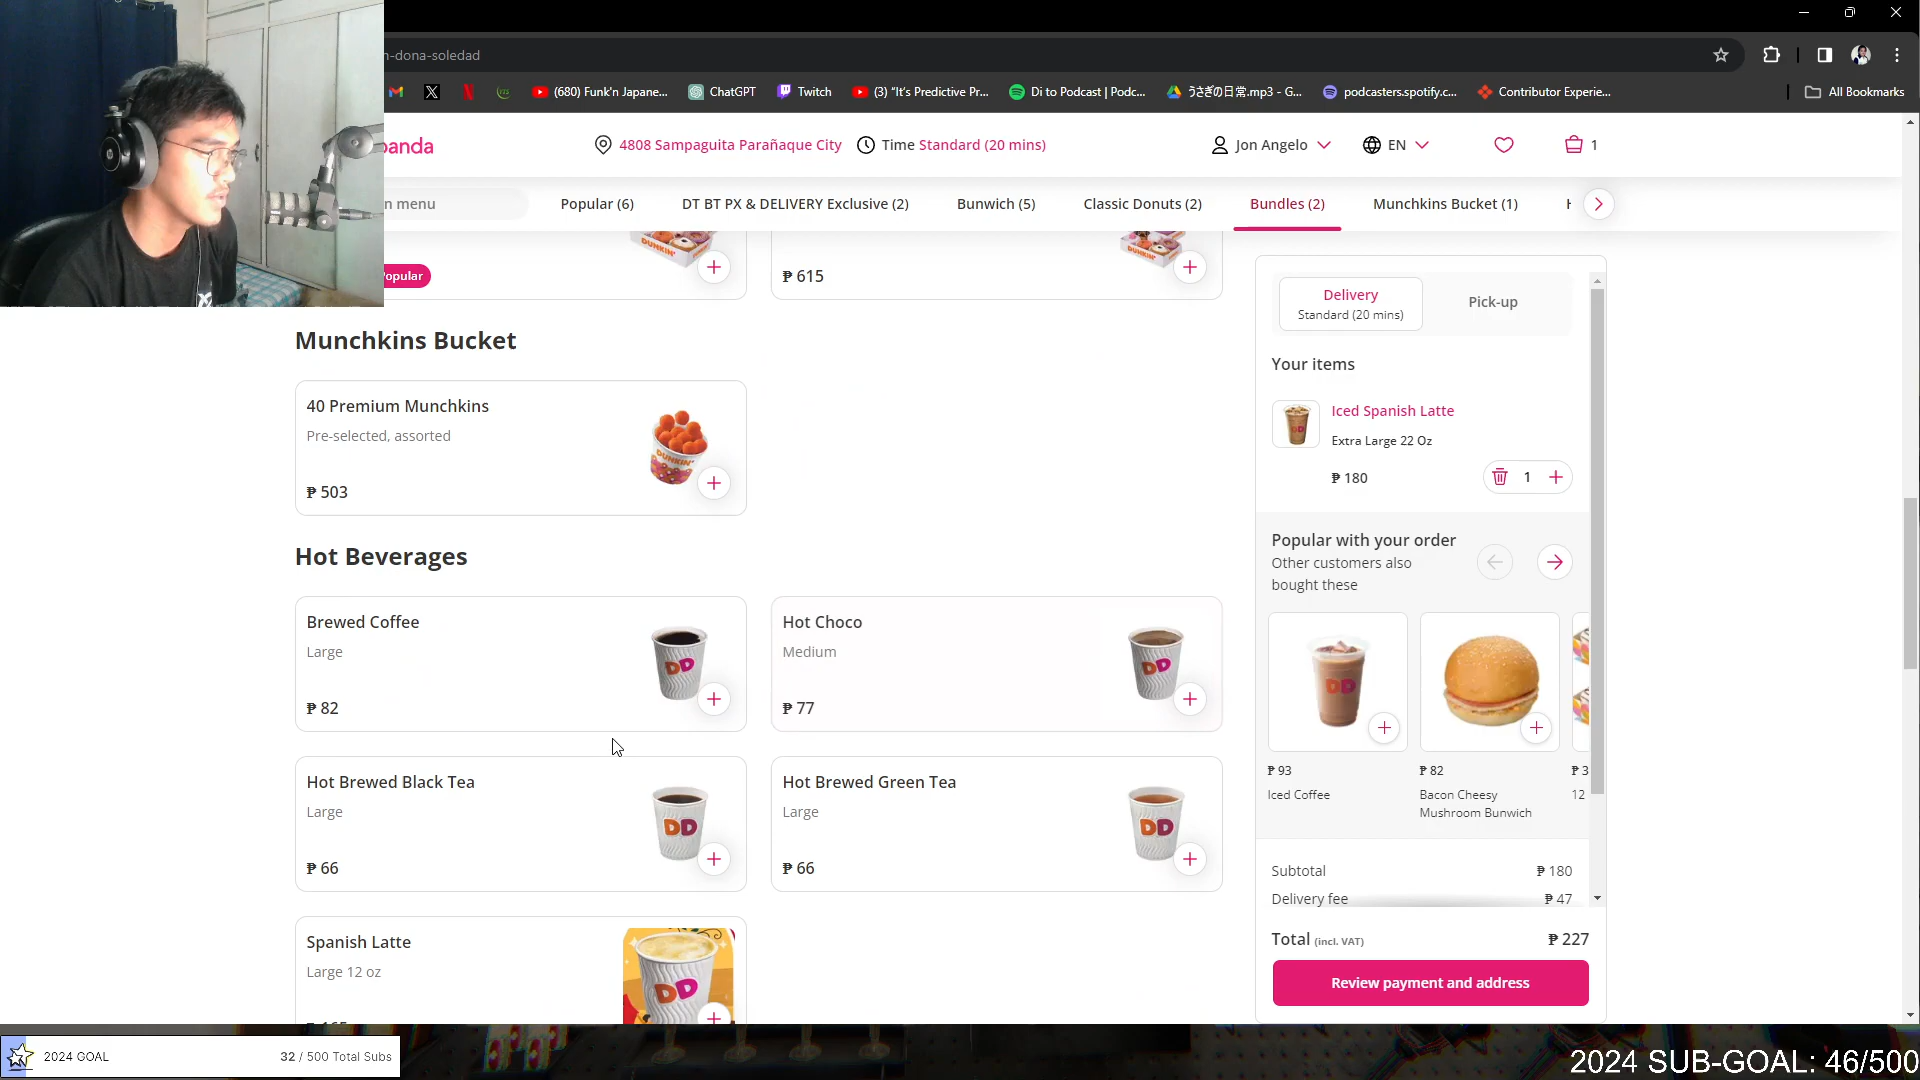 n-dona-soledad
(680) Funk'n Japane...
ChatGPT
Twitch
(3) "It's Predictive Pr...
Di to Podcast | Podc...
うさぎの日常.mp3 - G...
podcasters.spotify.c...
Contributor Experie...
All Bookmarks
panda
4808 Sampaguita Parañaque City
Time Standard (20 mins)
Jon Angelo
EN
1
n menu
Popular (6)
DT BT PX & DELIVERY Exclusive (2)
Bunwich (5)
Classic Donuts (2)
Bundles (2)
Munchkins Bucket (1)
Popular
₱ 615
Munchkins Bucket
40 Premium Munchkins
Pre-selected, assorted
₱ 503
Hot Beverages
Brewed Coffee
Large
₱ 82
Hot Choco
Medium
₱ 77
Hot Brewed Black Tea
Large
₱ 66
Hot Brewed Green Tea
Large
₱ 66
Spanish Latte
Large 12 oz
Delivery
Standard (20 mins)
Pick-up
Your items
Iced Spanish Latte
Extra Large 22 Oz
₱ 180
1
Popular with your order
Other customers also
bought these
₱ 93
Iced Coffee
₱ 82
Bacon Cheesy
Mushroom Bunwich
₱ 3
12
Subtotal
₱ 180
Delivery fee
₱ 47
Total (incl. VAT)
₱ 227
Review payment and address
2024 GOAL
32 / 500 Total Subs
2024 SUB-GOAL: 46/500